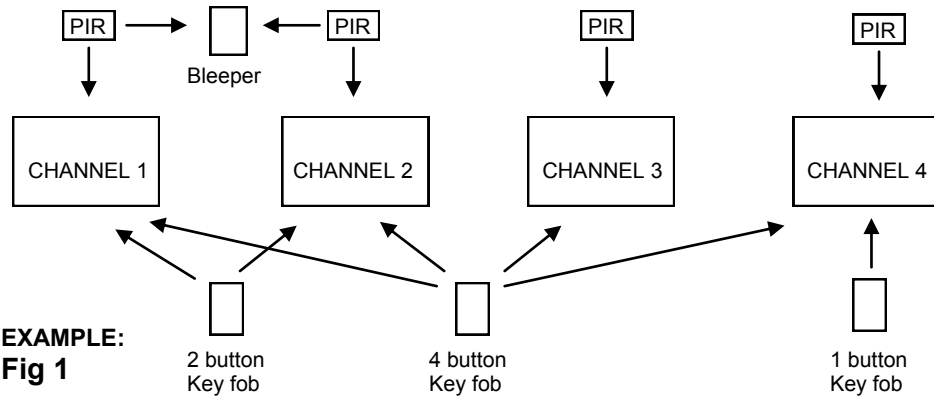 PIR
PIR
PIR
PIR
Bleeper
CHANNEL 1
CHANNEL 2
CHANNEL 3
CHANNEL 4
EXAMPLE:
Fig 1
2 button
Key fob
4 button
Key fob
1 button
Key fob